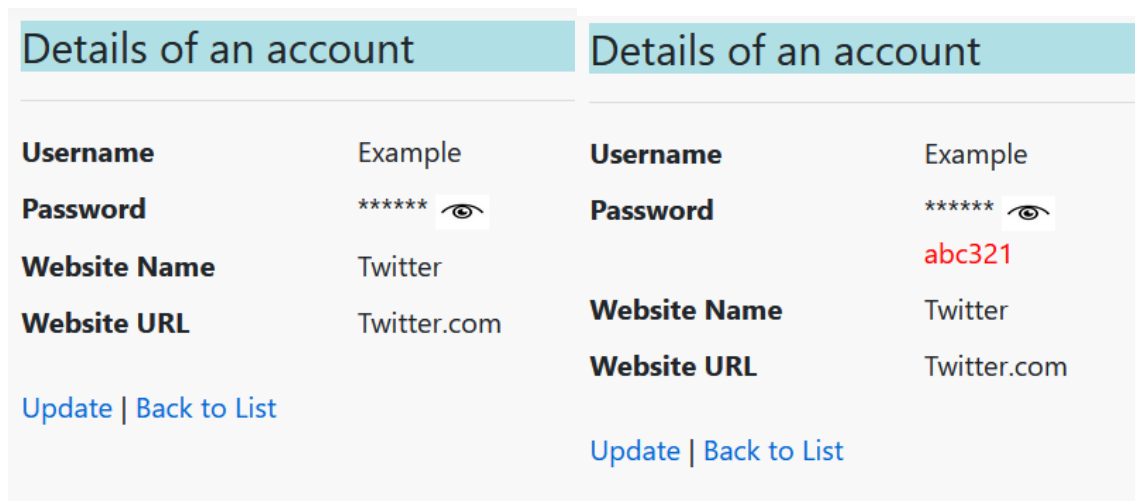 Details of an account
Username Example
Password ******
Website Name Twitter
Website URL Twitter.com
Update | Back to List
Details of an account
Username Example
Password ******
abc321
Website Name Twitter
Website URL Twitter.com
Update | Back to List